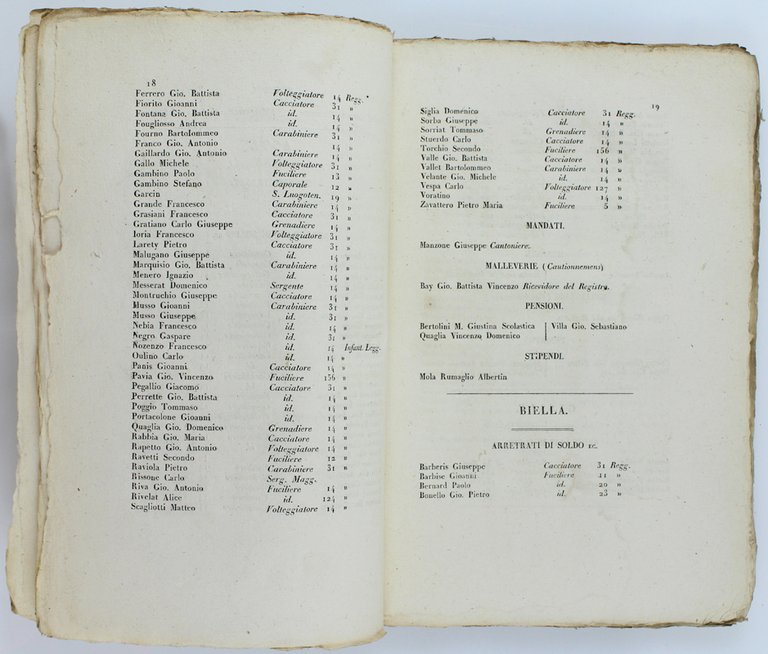 18
Ferrero Gio. Battista Volteggiatore 14 Regg.
Fiorito Gioanni Cacciatore 31 »
Fontana Gio. Battista id. 14 »
Fougliosso Andrea id. 14 »
Fourno Bartolommeo Carabiniere 31 »
Franco Gio. Antonio 14 »
Gaillardo Gio. Antonio Carabiniere 14 »
Gallo Michele Volteggiatore 31 »
Gambino Paolo Fuciliere 13 »
Gambino Stefano Caporale 12 »
Garcin S. Luogoten. 19 »
Grande Francesco Carabiniere 14 »
Grasiani Francesco Cacciatore 31 »
Gratiano Carlo Giuseppe Grenadiere 14 »
Ioria Francesco Volteggiatore 31 »
Larety Pietro Cacciatore 31 »
Malugano Giuseppe id. 14 »
Marquisio Gio. Battista Carabiniere 14 »
Menero Ignazio id. 14 »
Messerat Domenico Sergente 14 »
Montruchio Giuseppe Cacciatore 14 »
Musso Gioanni Carabiniere 31 »
Musso Giuseppe id. 31 »
Nebia Francesco id. 14 »
Negro Gaspare id. 31 »
Nozenzo Francesco id. 14 Infant. Legg.
Oulino Carlo id. 14 »
Panis Gioanni Cacciatore 14 »
Pavia Gio. Vincenzo Fuciliere 156 »
Pegallio Giacomo Cacciatore 31 »
Perrette Gio. Battista id. 14 »
Poggio Tommaso id. 14 »
Portacolone Gioanni id. 14 »
Quaglia Gio. Domenico Grenadiere 14 »
Rabbia Gio. Maria Cacciatore 14 »
Rapetto Gio. Antonio Volteggiatore 14 »
Ravetti Secondo Fuciliere 12 »
Raviola Pietro Carabiniere 31 »
Rissone Carlo Serg. Magg.
Riva Gio. Antonio Fuciliere 14 »
Rivelat Alice id. 124 »
Scagliotti Matteo Volteggiatore 14 »
19
Siglia Domenico Cacciatore 31 Regg.
Sorba Giuseppe id. 14 »
Sorriat Tommaso Grenadiere 14 »
Stuerdo Carlo Cacciatore 14 »
Torchio Secondo Fuciliere 156 »
Valle Gio. Battista Cacciatore 14 »
Vallet Bartolommeo Carabiniere 14 »
Velante Gio. Michele id. 14 »
Vespa Carlo Volteggiatore 127 »
Voratino id. 14 »
Zavattero Pietro Maria Fuciliere 5 »
MANDATI.
Manzone Giuseppe Cantoniere.
MALLEVERIE (Cautionnemens)
Bay Gio. Battista Vincenzo Ricevidore del Registro.
PENSIONI.
Bertolini M. Giustina Scolastica | Villa Gio. Sebastiano
Quaglia Vincenzo Domenico
STIPENDI.
Mola Rumaglio Albertin
BIELLA.
ARRETRATI DI SOLDO ec.
Barberis Giuseppe Cacciatore 31 Regg.
Barbise Gioanni Fuciliere 11 »
Bernard Paolo id. 20 »
Bonello Gio. Pietro id. 23 »